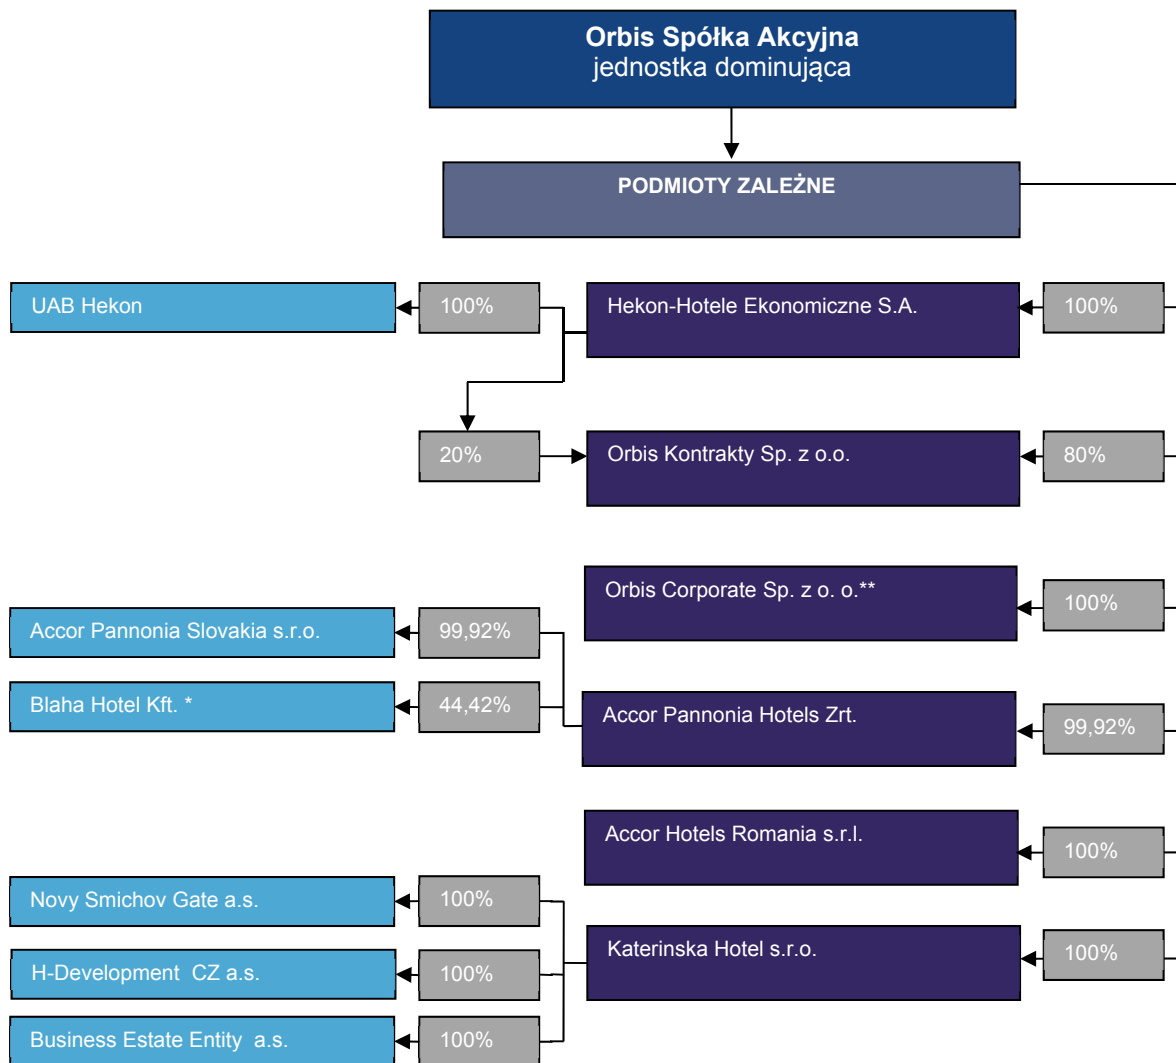 Orbis Spółka Akcyjna
jednostka dominująca
PODMIOTY ZALEŻNE
UAB Hekon
100%
Hekon-Hotele Ekonomiczne S.A.
100%
20%
Orbis Kontrakty Sp. z o.o.
80%
Orbis Corporate Sp. z o. o.**
100%
Accor Pannonia Slovakia s.r.o.
99,92%
Blaha Hotel Kft. *
44,42%
Accor Pannonia Hotels Zrt.
99,92%
Accor Hotels Romania s.r.l.
100%
Novy Smichov Gate a.s.
100%
Katerinska Hotel s.r.o.
100%
H-Development CZ a.s.
100%
Business Estate Entity a.s.
100%